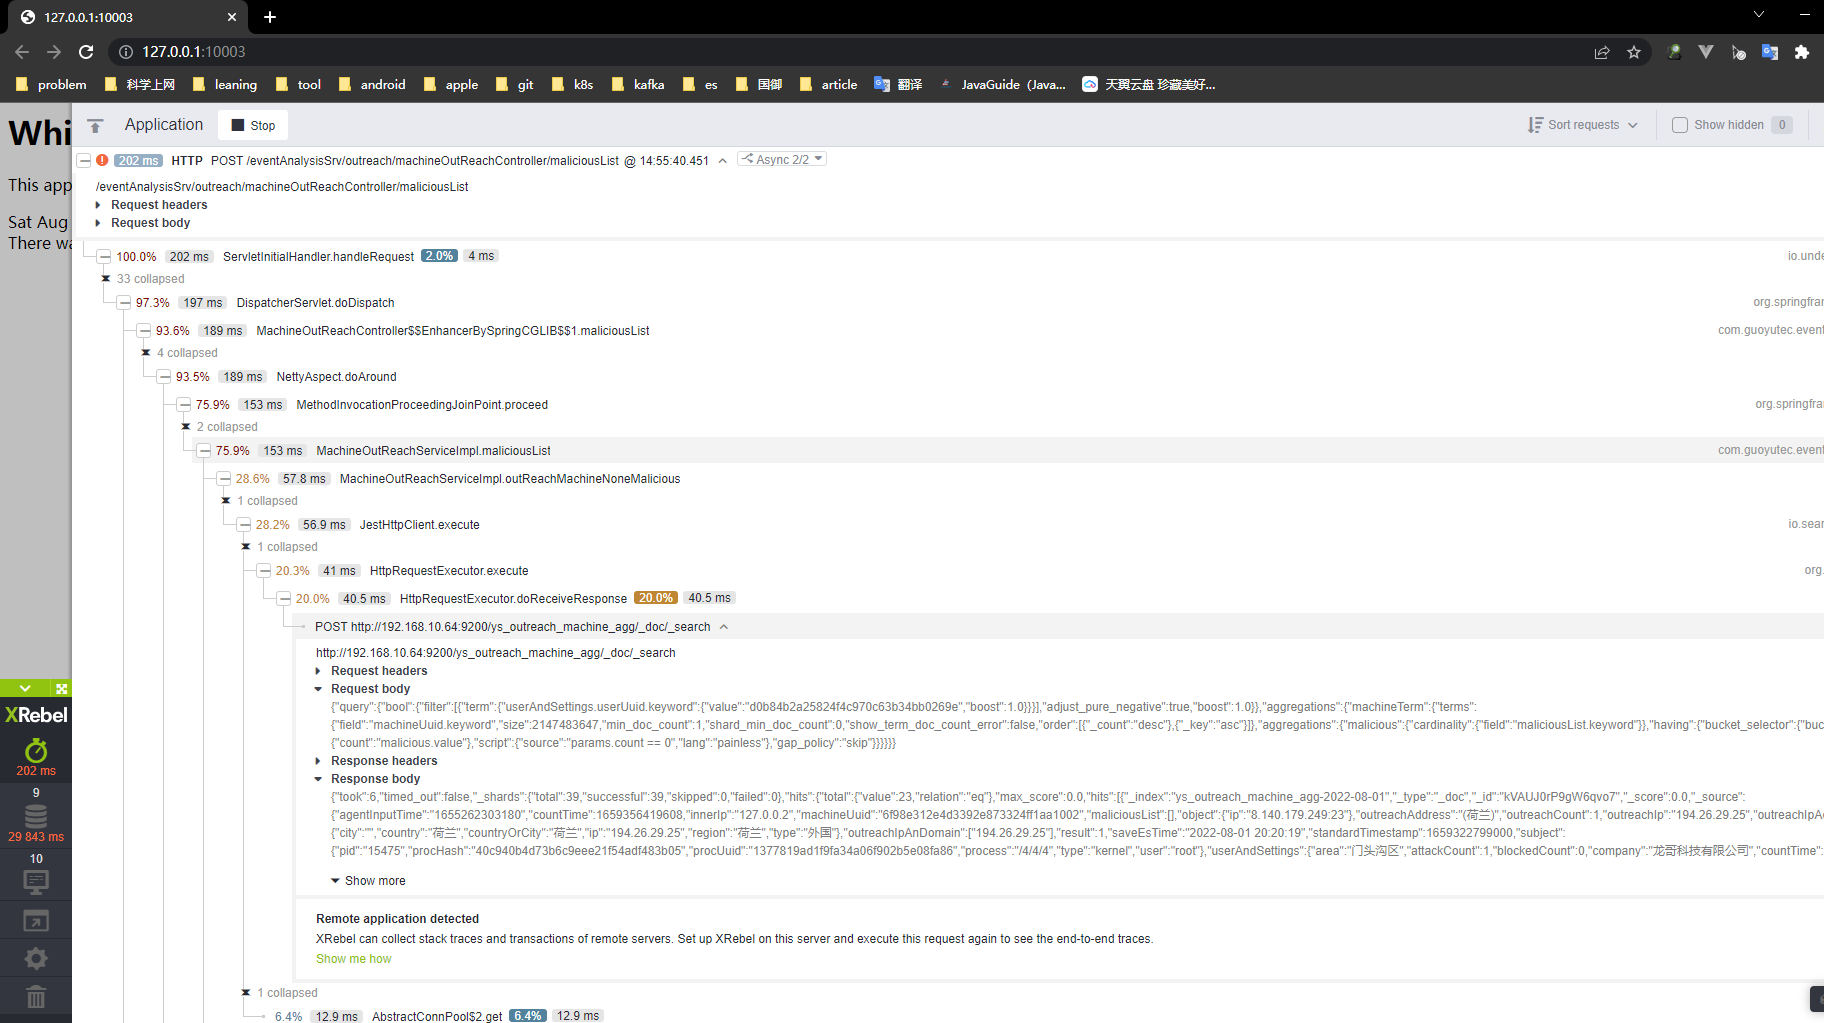 127.0.0.1:10003
127.0.0.1:10003
problem 科学上网 leaning tool android apple git k8s kafka es 国御 article 翻译 JavaGuide (Java... 天翼云盘 珍藏美好...
Whi
This app
Sat Aug
There wa
Application Stop Sort requests Show hidden 0
202 ms HTTP POST /eventAnalysisSrv/outreach/machineOutReachController/maliciousList @ 14:55:40.451 Async 2/2
/eventAnalysisSrv/outreach/machineOutReachController/maliciousList
Request headers
Request body
100.0% 202 ms ServletInitialHandler.handleRequest 2.0% 4 ms io.unde
33 collapsed
97.3% 197 ms DispatcherServlet.doDispatch org.springfran
93.6% 189 ms MachineOutReachController$$EnhancerBySpringCGLIB$$1.maliciousList com.guoyutec.event
4 collapsed
93.5% 189 ms NettyAspect.doAround
75.9% 153 ms MethodInvocationProceedingJoinPoint.proceed org.springfra
2 collapsed
75.9% 153 ms MachineOutReachServiceImpl.maliciousList com.guoyutec.event
28.6% 57.8 ms MachineOutReachServiceImpl.outReachMachineNoneMalicious
1 collapsed
28.2% 56.9 ms JestHttpClient.execute io.sear
1 collapsed
20.3% 41 ms HttpRequestExecutor.execute org.
20.0% 40.5 ms HttpRequestExecutor.doReceiveResponse 20.0% 40.5 ms
POST http://192.168.10.64:9200/ys_outreach_machine_agg/_doc/_search
http://192.168.10.64:9200/ys_outreach_machine_agg/_doc/_search
Request headers
Request body
{"query":{"bool":{"filter":[{"term":{"userAndSettings.userUuid.keyword":{"value":"d0b84b2a25824f4c970c63b34bb0269e","boost":1.0}}}],"adjust_pure_negative":true,"boost":1.0}},"aggregations":{"machineTerm":{"terms":
{"field":"machineUuid.keyword","size":2147483647,"min_doc_count":1,"shard_min_doc_count":0,"show_term_doc_count_error":false,"order":[{"_count":"desc"},{"_key":"asc"}]},"aggregations":{"malicious":{"cardinality":{"field":"maliciousList.keyword"}},"having":{"bucket_selector":{"buc
{"count":"malicious.value"},"script":{"source":"params.count == 0","lang":"painless"},"gap_policy":"skip"}}}}}}
Response headers
Response body
{"took":6,"timed_out":false,"_shards":{"total":39,"successful":39,"skipped":0,"failed":0},"hits":{"total":{"value":23,"relation":"eq"},"max_score":0.0,"hits":[{"_index":"ys_outreach_machine_agg-2022-08-01","_type":"_doc","_id":"kVAUJ0rP9gW6qvo7","_score":0.0,"_source":
{"agentInputTime":"1655262303180","countTime":1659356419608,"innerIp":"127.0.0.2","machineUuid":"6f98e312e4d3392e873324ff1aa1002","maliciousList":[],"object":{"ip":"8.140.179.249:23"},"outreachAddress":"(荷兰)","outreachCount":1,"outreachIp":"194.26.29.25","outreachIpAd
{"city":"","country":"荷兰","countryOrCity":"荷兰","ip":"194.26.29.25","region":"荷兰","type":"外国"},"outreachIpAnDomain":["194.26.29.25"],"result":1,"saveEsTime":"2022-08-01 20:20:19","standardTimestamp":1659322799000,"subject":
{"pid":"15475","procHash":"40c940b4d73b6c9eee21f54adf483b05","procUuid":"1377819ad1f9fa34a06f902b5e08fa86","process":"/4/4/4","type":"kernel","user":"root"},"userAndSettings":{"area":"门头沟区","attackCount":1,"blockedCount":0,"company":"龙哥科技有限公司","countTime":
Show more
Remote application detected
XRebel can collect stack traces and transactions of remote servers. Set up XRebel on this server and execute this request again to see the end-to-end traces.
Show me how
1 collapsed
6.4% 12.9 ms AbstractConnPool$2.get 6.4% 12.9 ms
XRebel
202 ms
9
29 843 ms
10